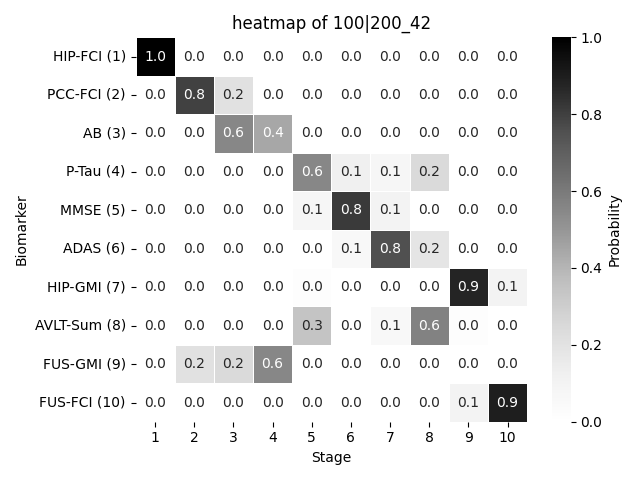 heatmap of 100|200_42
HIP-FCI (1) 1.0 0.0 0.0 0.0 0.0 0.0 0.0 0.0 0.0 0.0
PCC-FCI (2) 0.0 0.8 0.2 0.0 0.0 0.0 0.0 0.0 0.0 0.0
AB (3) 0.0 0.0 0.6 0.4 0.0 0.0 0.0 0.0 0.0 0.0
P-Tau (4) 0.0 0.0 0.0 0.0 0.6 0.1 0.1 0.2 0.0 0.0
MMSE (5) 0.0 0.0 0.0 0.0 0.1 0.8 0.1 0.0 0.0 0.0
ADAS (6) 0.0 0.0 0.0 0.0 0.0 0.1 0.8 0.2 0.0 0.0
HIP-GMI (7) 0.0 0.0 0.0 0.0 0.0 0.0 0.0 0.0 0.9 0.1
AVLT-Sum (8) 0.0 0.0 0.0 0.0 0.3 0.0 0.1 0.6 0.0 0.0
FUS-GMI (9) 0.0 0.2 0.2 0.6 0.0 0.0 0.0 0.0 0.0 0.0
FUS-FCI (10) 0.0 0.0 0.0 0.0 0.0 0.0 0.0 0.0 0.1 0.9
1 2 3 4 5 6 7 8 9 10
Stage
Biomarker
1.0
0.8
0.6
0.4
0.2
0.0
Probability